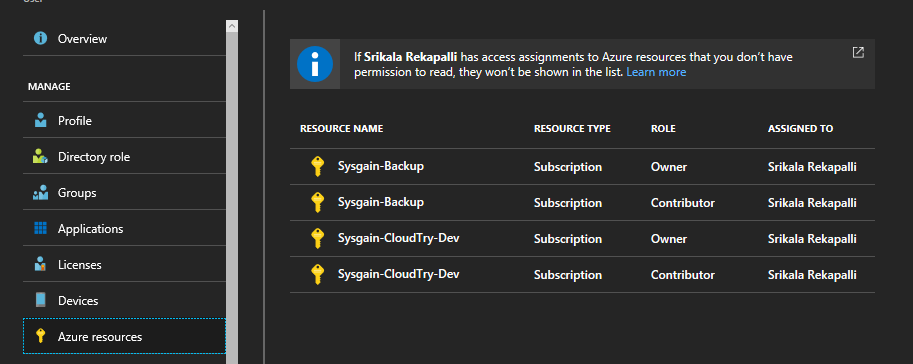 User
Overview
MANAGE
Profile
Directory role
Groups
Applications
Licenses
Devices
Azure resources
If Srikala Rekapalli has access assignments to Azure resources that you don't have
permission to read, they won't be shown in the list. Learn more
RESOURCE NAME RESOURCE TYPE ROLE ASSIGNED TO
Sysgain-Backup Subscription Owner Srikala Rekapalli
Sysgain-Backup Subscription Contributor Srikala Rekapalli
Sysgain-CloudTry-Dev Subscription Owner Srikala Rekapalli
Sysgain-CloudTry-Dev Subscription Contributor Srikala Rekapalli